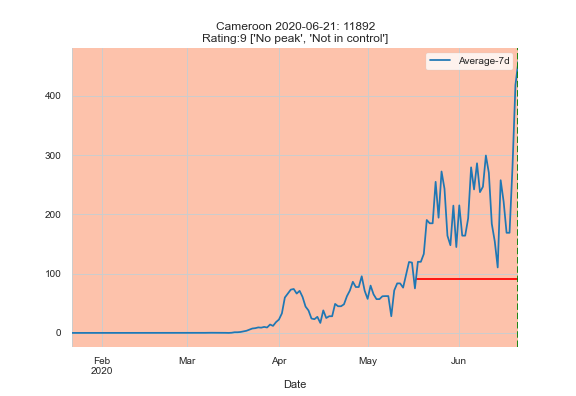 Cameroon 2020-06-21: 11892
Rating:9 ['No peak', 'Not in control']
Average-7d
400
300
200
100
0
Feb
2020
Mar
Apr
May
Jun
Date